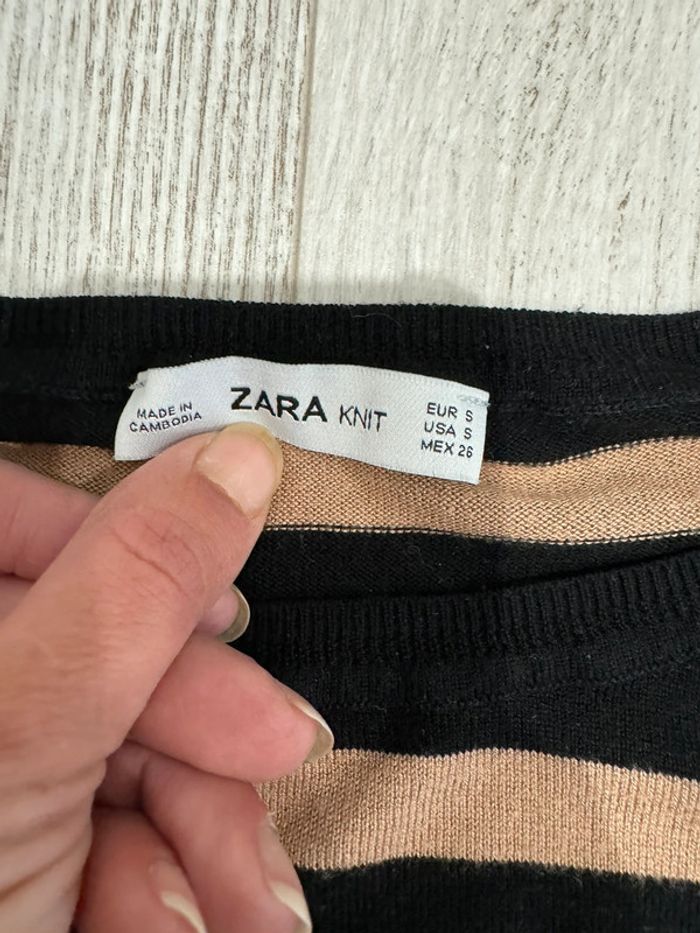 MADE IN
CAMBODIA
ZARA KNIT
EUR S
USA S
MEX 26